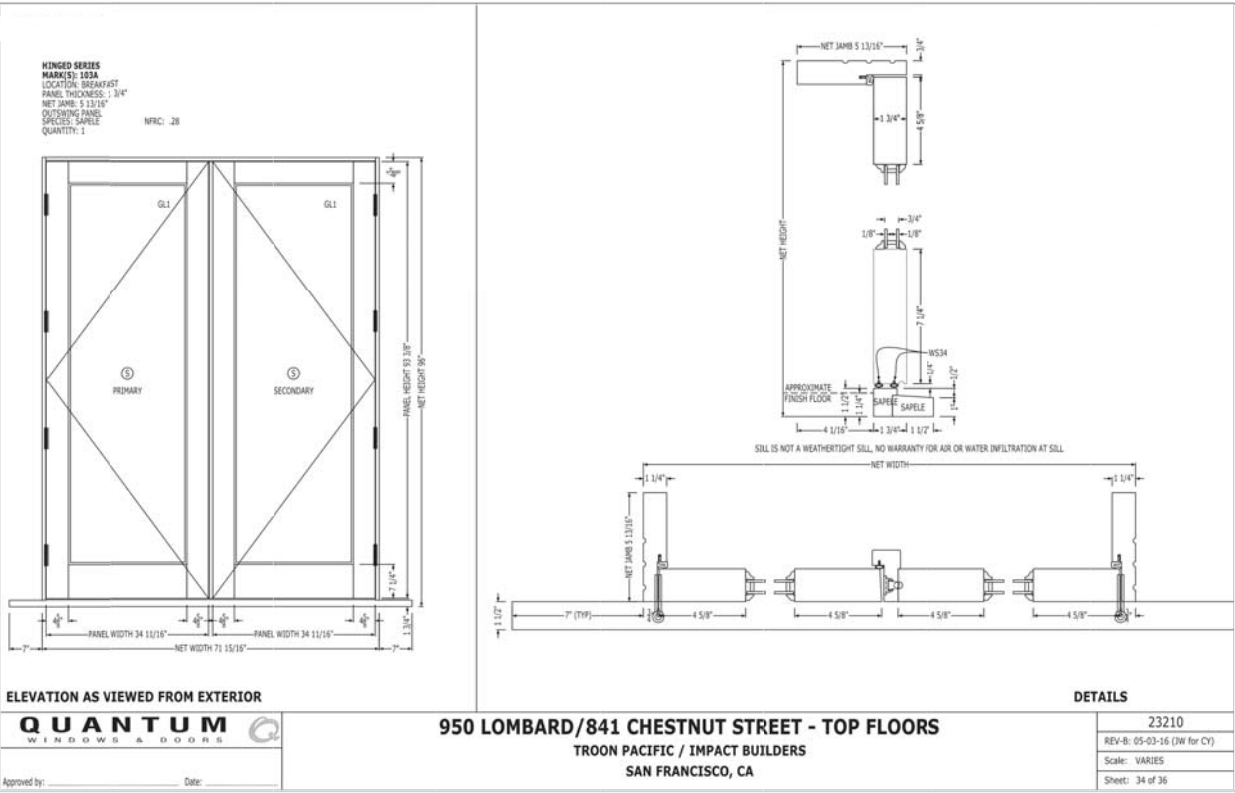 HINGED SERIES
MARK(S): 103A
LOCATION: BREAKFAST
PANEL THICKNESS: 1 3/4"
NET JAMB: 5 13/16"
OUTSWING PANEL
SPECIES: SAPELE NFRC: .28
QUANTITY: 1
GL1 GL1
S S
PRIMARY SECONDARY
PANEL HEIGHT 93 3/8"
NET HEIGHT 96"
7 1/4"
1 3/4"
PANEL WIDTH 34 11/16" PANEL WIDTH 34 11/16"
7" NET WIDTH 71 15/16" 7"
ELEVATION AS VIEWED FROM EXTERIOR
NET JAMB 5 13/16"
3/4"
1 3/4"
4 5/8"
NET HEIGHT
3/4"
1/8" 1/8"
7 1/4"
WS34
1/4"
1/2"
APPROXIMATE
FINISH FLOOR
1 1/2"
1 1/4"
SAPELE
SAPELE
1"
4 1/16" 1 3/4" 1 1/2"
SILL IS NOT A WEATHERTIGHT SILL, NO WARRANTY FOR AIR OR WATER INFILTRATION AT SILL
NET WIDTH
1 1/4" 1 1/4"
NET JAMB 5 13/16"
1 1/2"
7" (TYP) 4 5/8" 4 5/8" 4 5/8" 4 5/8"
DETAILS
QUANTUM
WINDOWS & DOORS
Approved by: Date:
950 LOMBARD/841 CHESTNUT STREET - TOP FLOORS
TROON PACIFIC / IMPACT BUILDERS
SAN FRANCISCO, CA
23210
REV-B: 05-03-16 (JW for CY)
Scale: VARIES
Sheet: 34 of 36